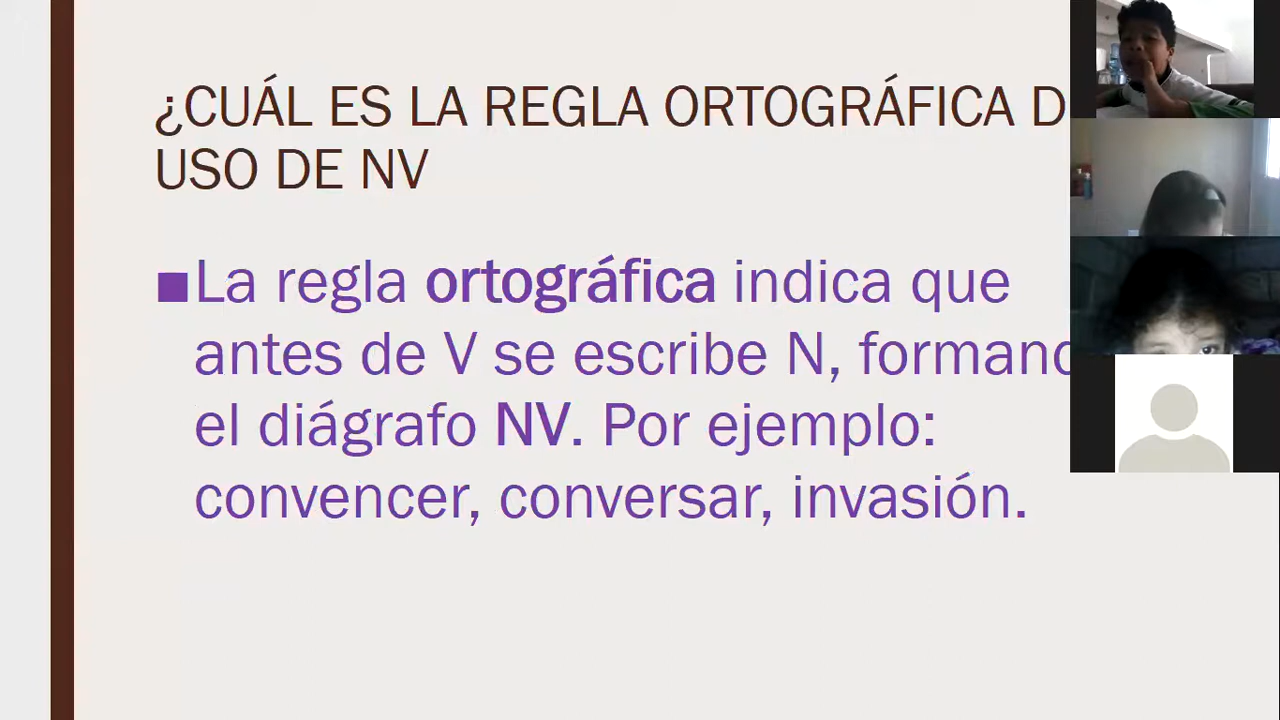 ¿CUÁL ES LA REGLA ORTOGRÁFICA D
USO DE NV
■La regla ortográfica indica que
antes de V se escribe N, formand
el diágrafo NV. Por ejemplo:
convencer, conversar, invasión.